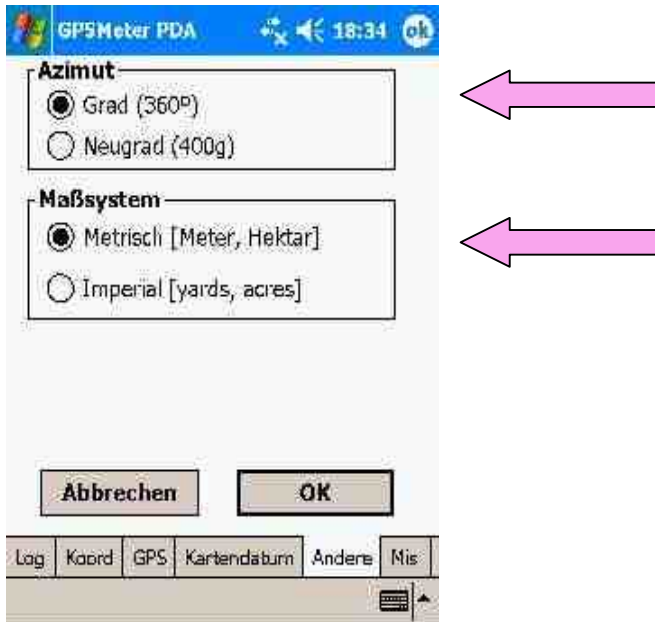 GPSMeter PDA 18:34 ok
Azimut
Grad (360º)
Neugrad (400g)
Maßsystem
Metrisch [Meter, Hektar]
Imperial [yards, acres]
Abbrechen OK
Log Koord GPS Kartendatum Andere Mis